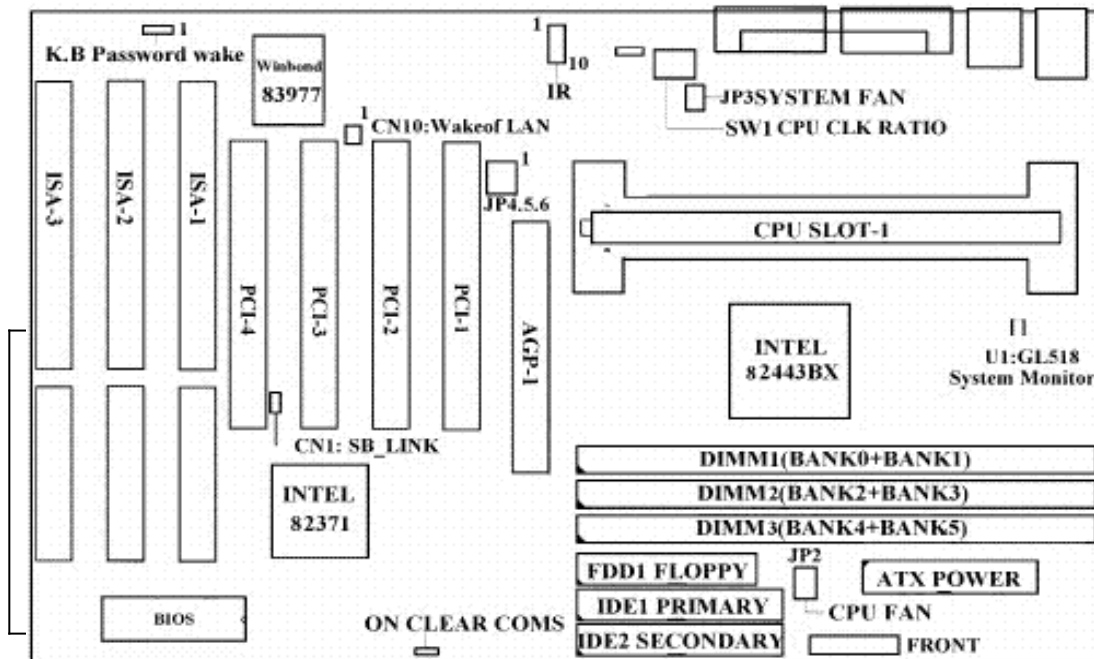 1
K.B Password wake
Winbond
83977
1
10
IR
JP3SYSTEM FAN
SW1 CPU CLK RATIO
1
CN10:Wakeof LAN
1
JP4.5.6
ISA-3
ISA-2
ISA-1
PCI-4
PCI-3
PCI-2
PCI-1
AGP-1
CPU SLOT-1
INTEL
82443BX
U1:GL518
System Monitor
CN1: SB_LINK
INTEL
82371
DIMM1(BANK0+BANK1)
DIMM2(BANK2+BANK3)
DIMM3(BANK4+BANK5)
FDD1 FLOPPY
JP2
ATX POWER
IDE1 PRIMARY
CPU FAN
BIOS
ON CLEAR COMS
IDE2 SECONDARY
FRONT